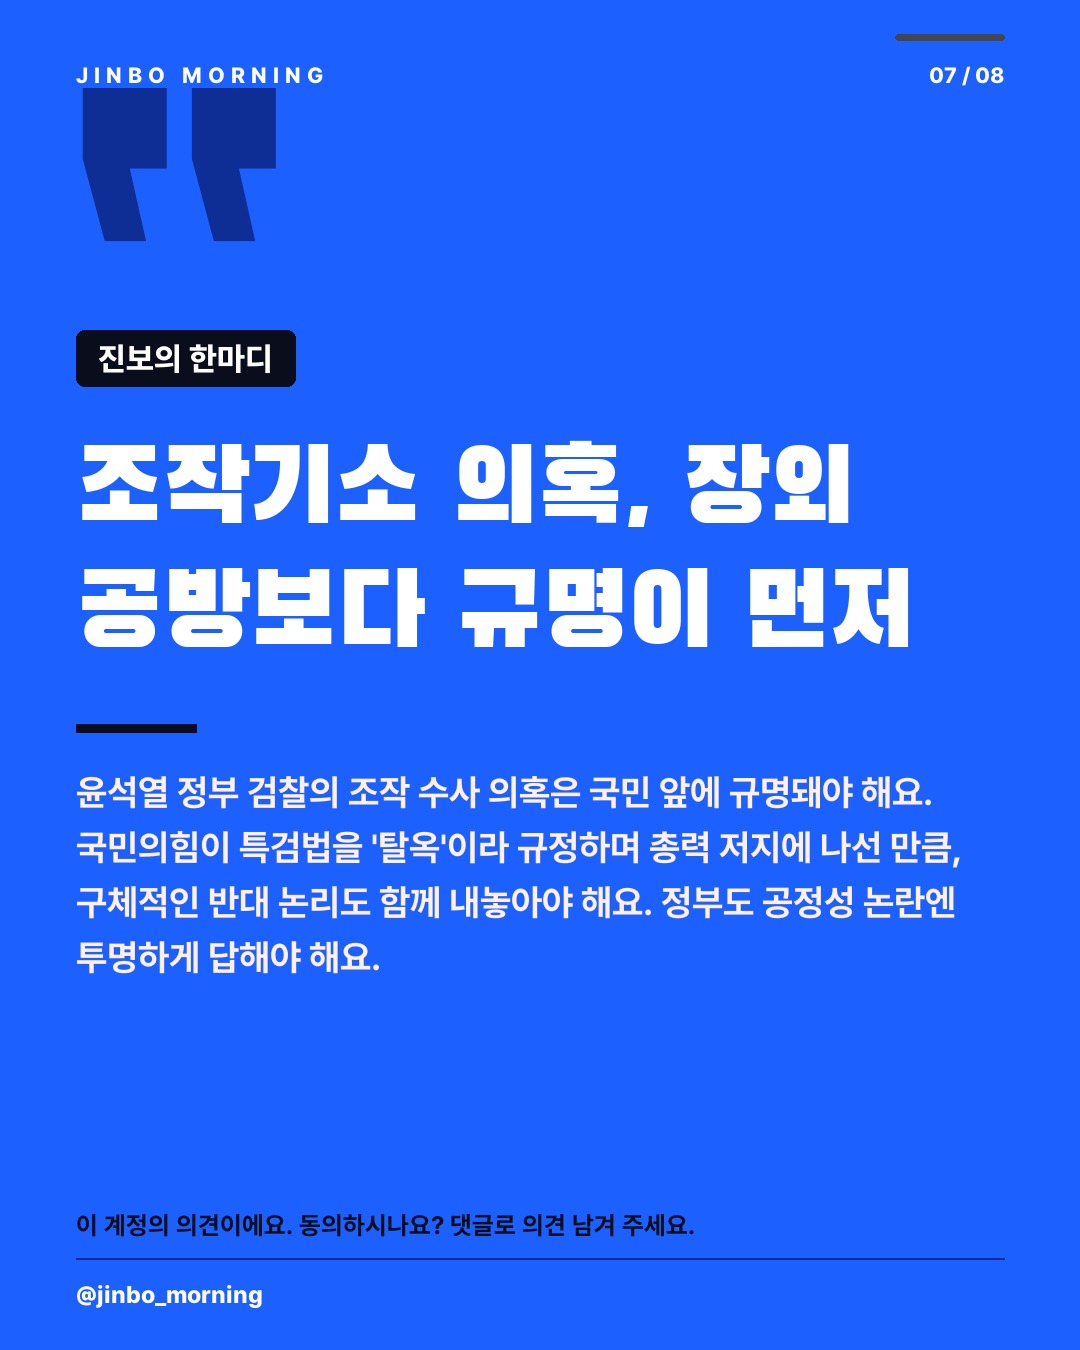 JINBO MORNING
07 / 08
진보의 한마디
조작기소 의혹, 장외
공방보다 규명이 먼저
윤석열 정부 검찰의 조작 수사 의혹은 국민 앞에 규명돼야 해요.
국민의힘이 특검법을 '탈옥'이라 규정하며 총력 저지에 나선 만큼,
구체적인 반대 논리도 함께 내놓아야 해요. 정부도 공정성 논란엔
투명하게 답해야 해요.
이 계정의 의견이에요. 동의하시나요? 댓글로 의견 남겨 주세요.
@jinbo_morning